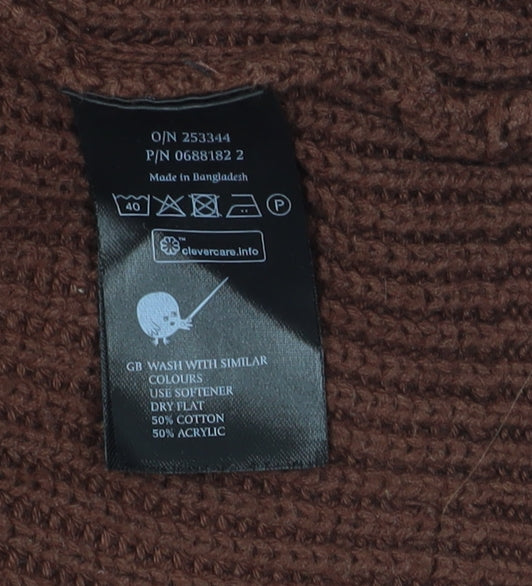 O/N 253344
P/N 0688182 2
Made in Bangladesh
40 P
™ clevercare.info
GB WASH WITH SIMILAR
COLOURS
USE SOFTENER
DRY FLAT
50% COTTON
50% ACRYLIC